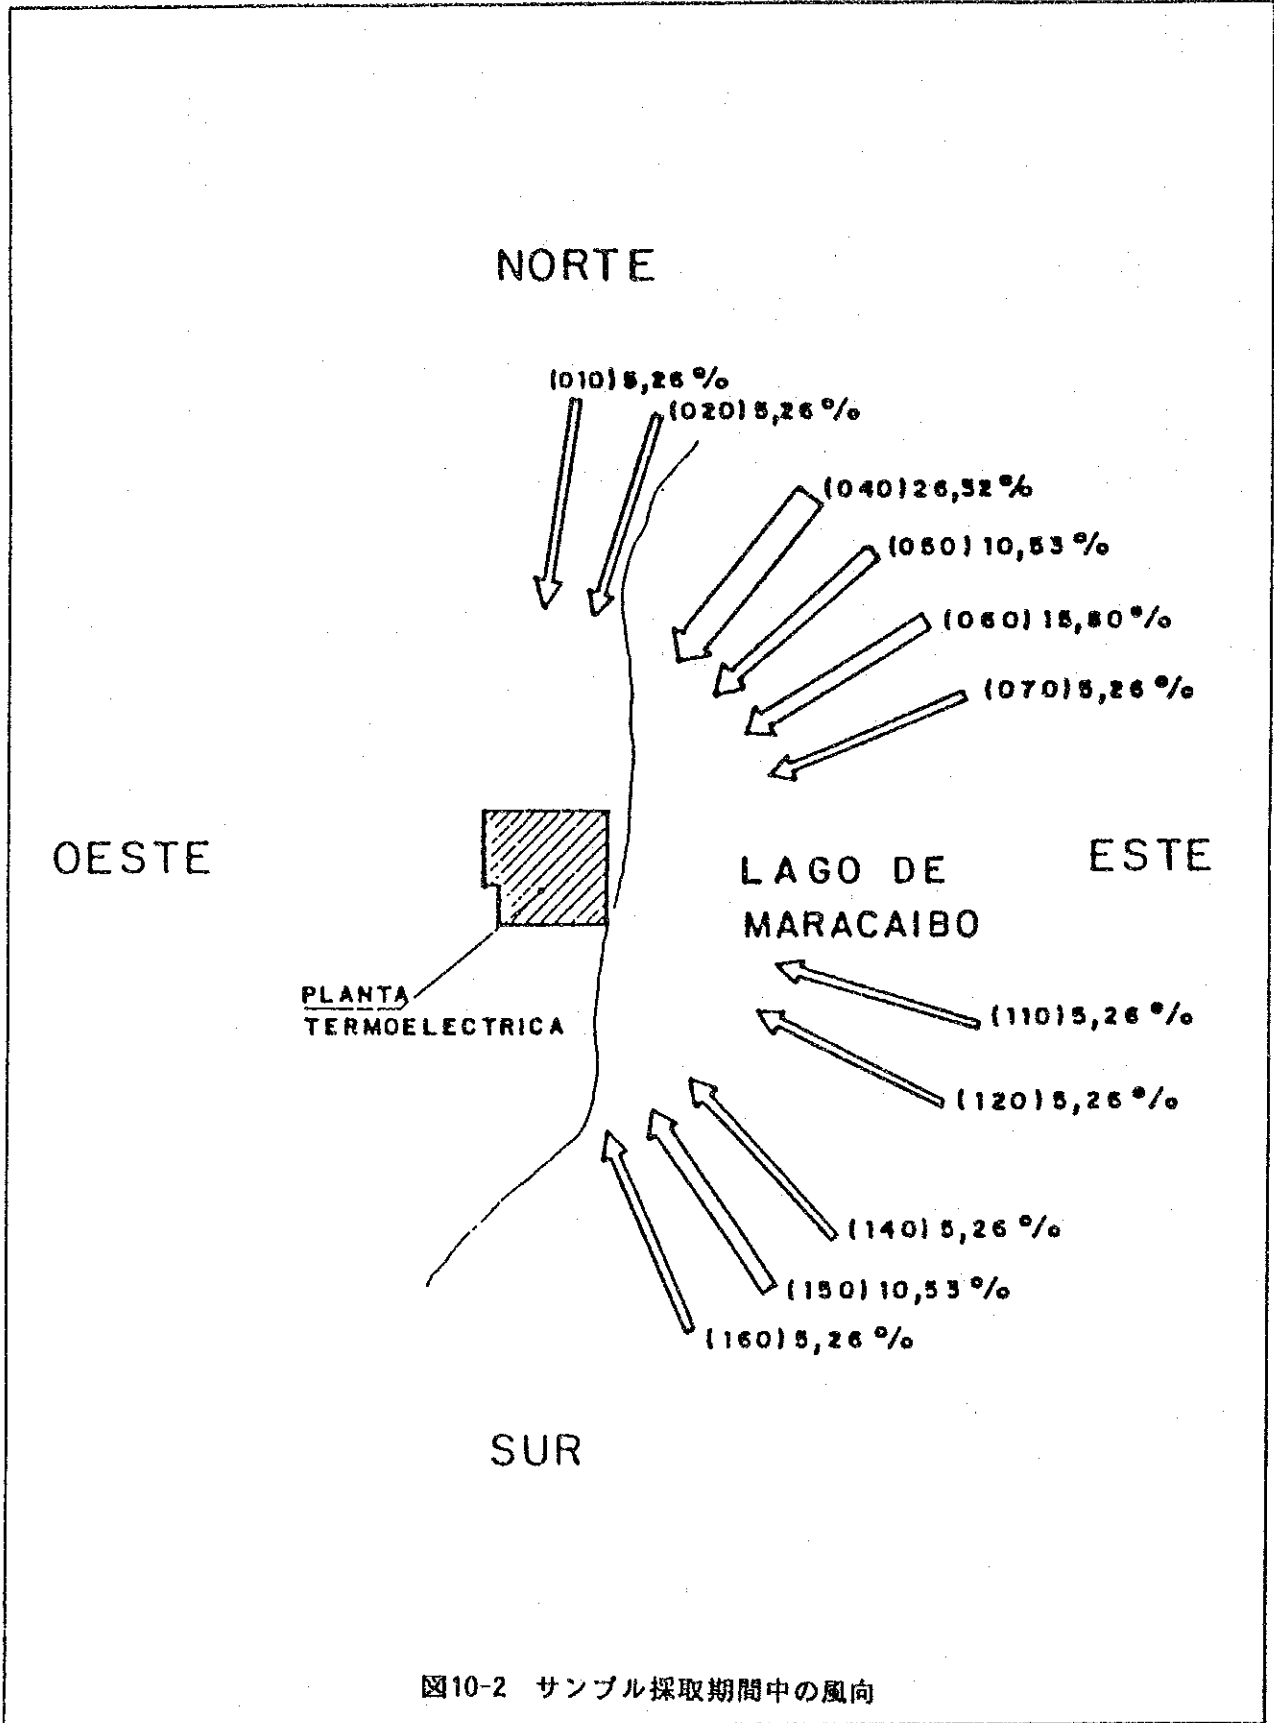 NORTE
(010) 5,26 %
(020) 5,26 %
(040) 26,32 %
(050) 10,53 %
(060) 15,80 %
(070) 5,26 %
OESTE
ESTE
LAGO DE
MARACAIBO
PLANTA
TERMOELECTRICA
(110) 5,26 %
(120) 5,26 %
(140) 5,26 %
(150) 10,53 %
(160) 5,26 %
SUR
図10-2 サンプル採取期間中の風向